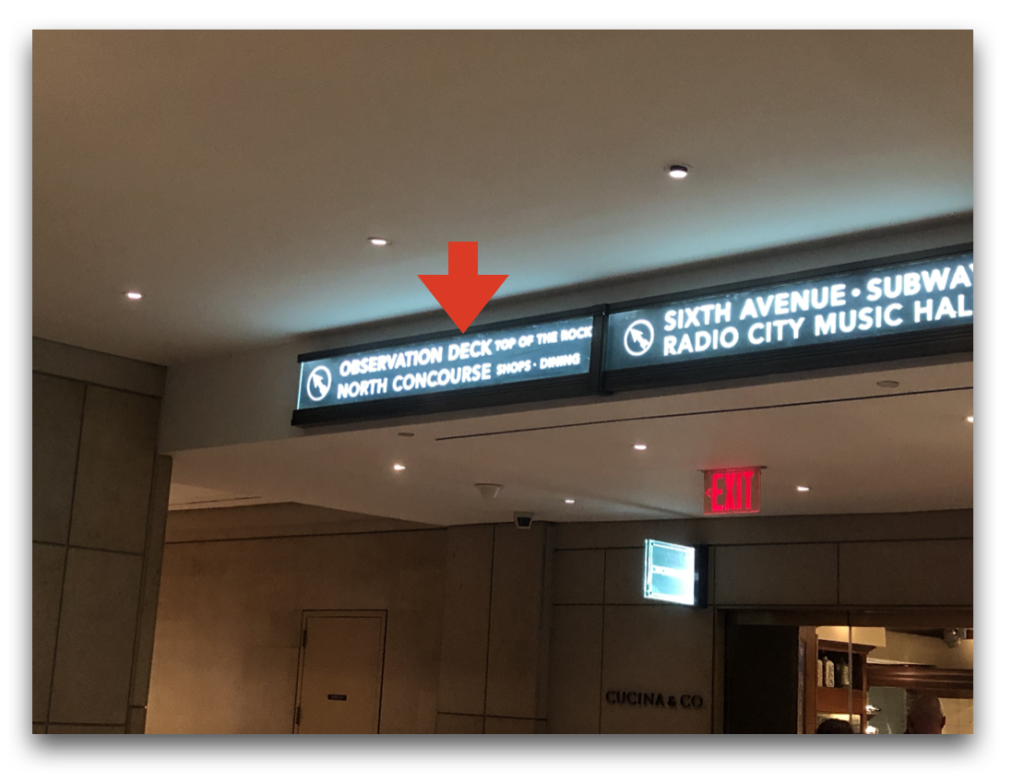 OBSERVATION DECK TOP OF THE ROCK
NORTH CONCOURSE SHOPS · DINING
SIXTH AVENUE · SUBWAY
RADIO CITY MUSIC HAL
EXIT
CUCINA & CO